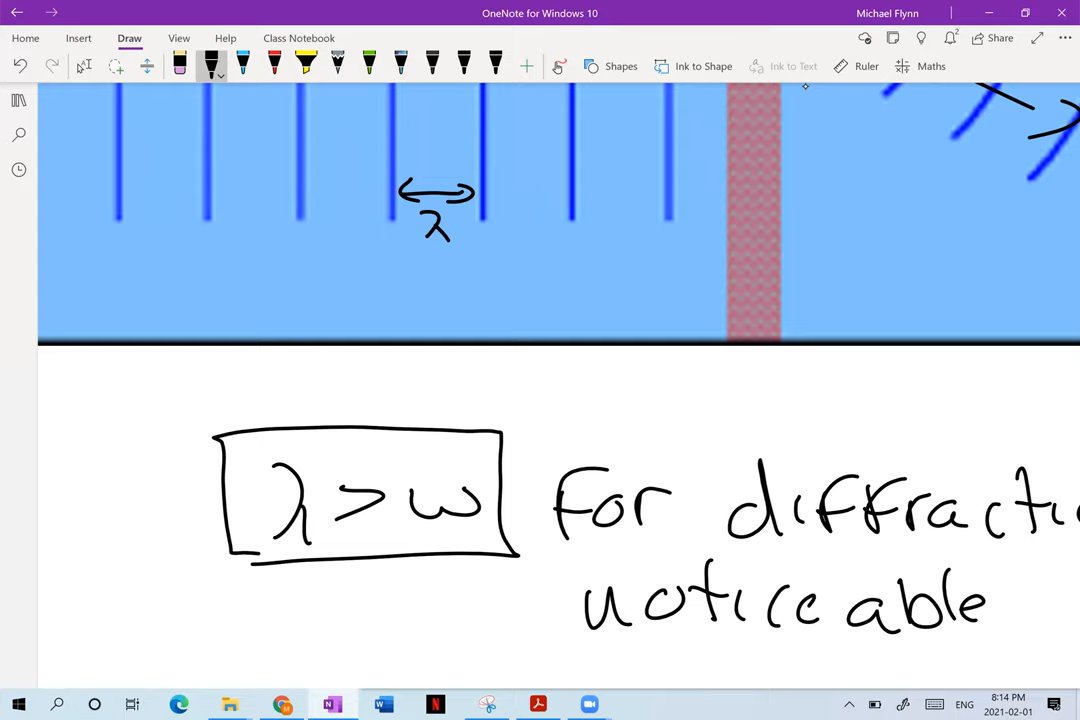 OneNote for Windows 10
Michael Flynn
Home Insert Draw View Help Class Notebook
Share
Shapes Ink to Shape Ink to Text Ruler Maths
λ
λ > w For diffracti
noticeable
ENG
8:14 PM
2021-02-01